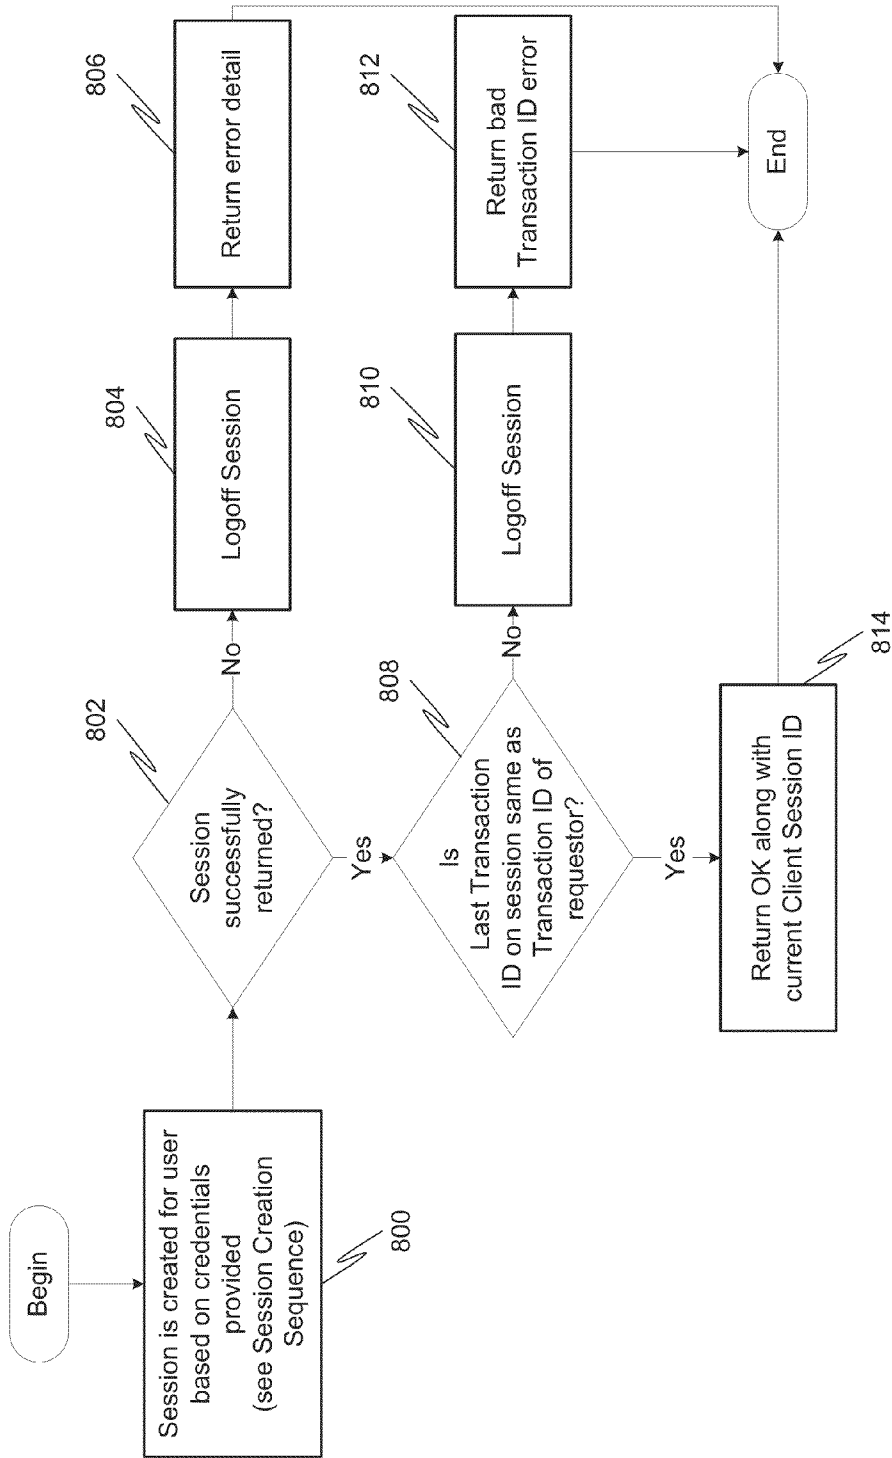 Begin
Session is created for user
based on credentials
provided
(see Session Creation
Sequence)
800
Session
successfully
returned?
802
No
Logoff Session
804
Return error detail
806
Yes
Is
Last Transaction
ID on session same as
Transaction ID of
requestor?
808
No
Logoff Session
810
Return bad
Transaction ID error
812
Yes
Return OK along with
current Client Session ID
814
End